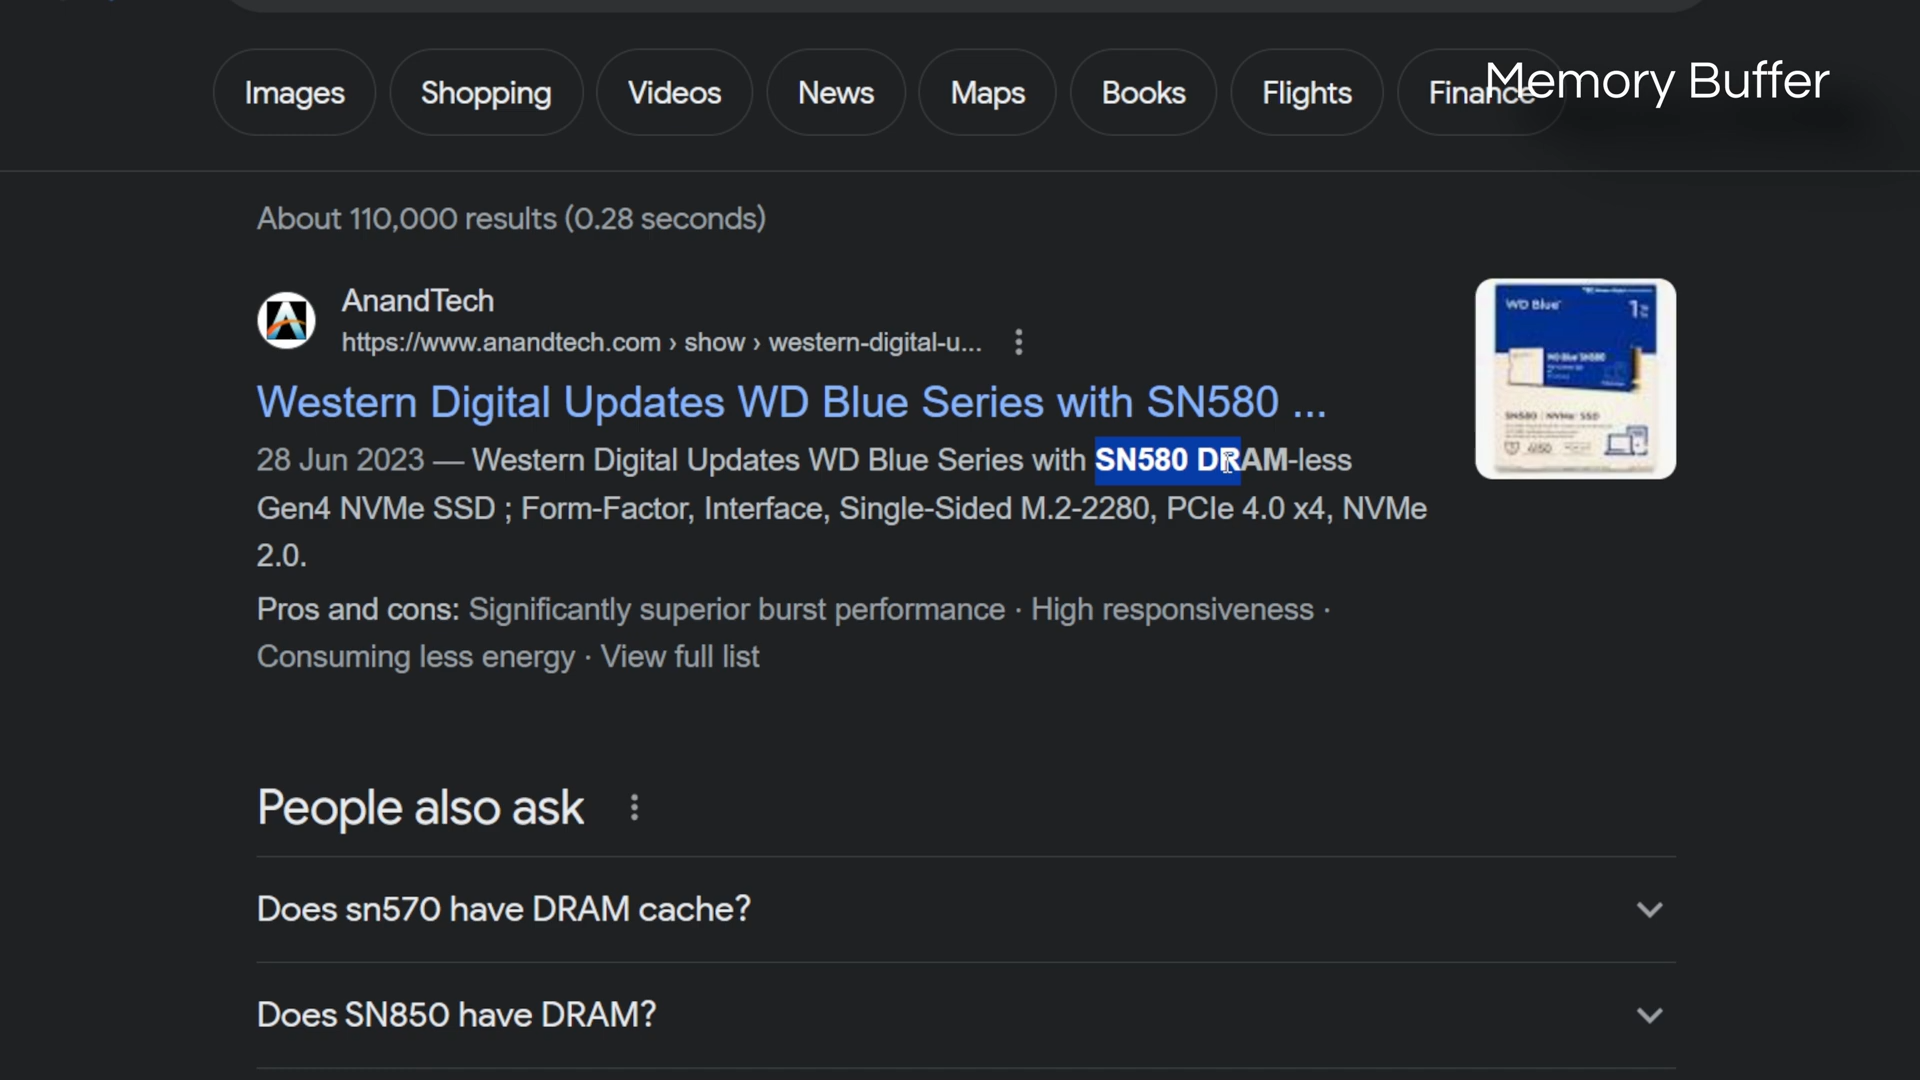 Images
Shopping
Videos
News
Maps
Books
Flights
Finance
Memory Buffer
About 110,000 results (0.28 seconds)
AnandTech
https://www.anandtech.com › show › western-digital-u...
Western Digital Updates WD Blue Series with SN580 ...
28 Jun 2023 — Western Digital Updates WD Blue Series with SN580 DRAM-less
Gen4 NVMe SSD ; Form-Factor, Interface, Single-Sided M.2-2280, PCIe 4.0 x4, NVMe
2.0.
Pros and cons: Significantly superior burst performance · High responsiveness ·
Consuming less energy · View full list
WD Blue
SN580 NVMe SSD
4150
People also ask
Does sn570 have DRAM cache?
Does SN850 have DRAM?